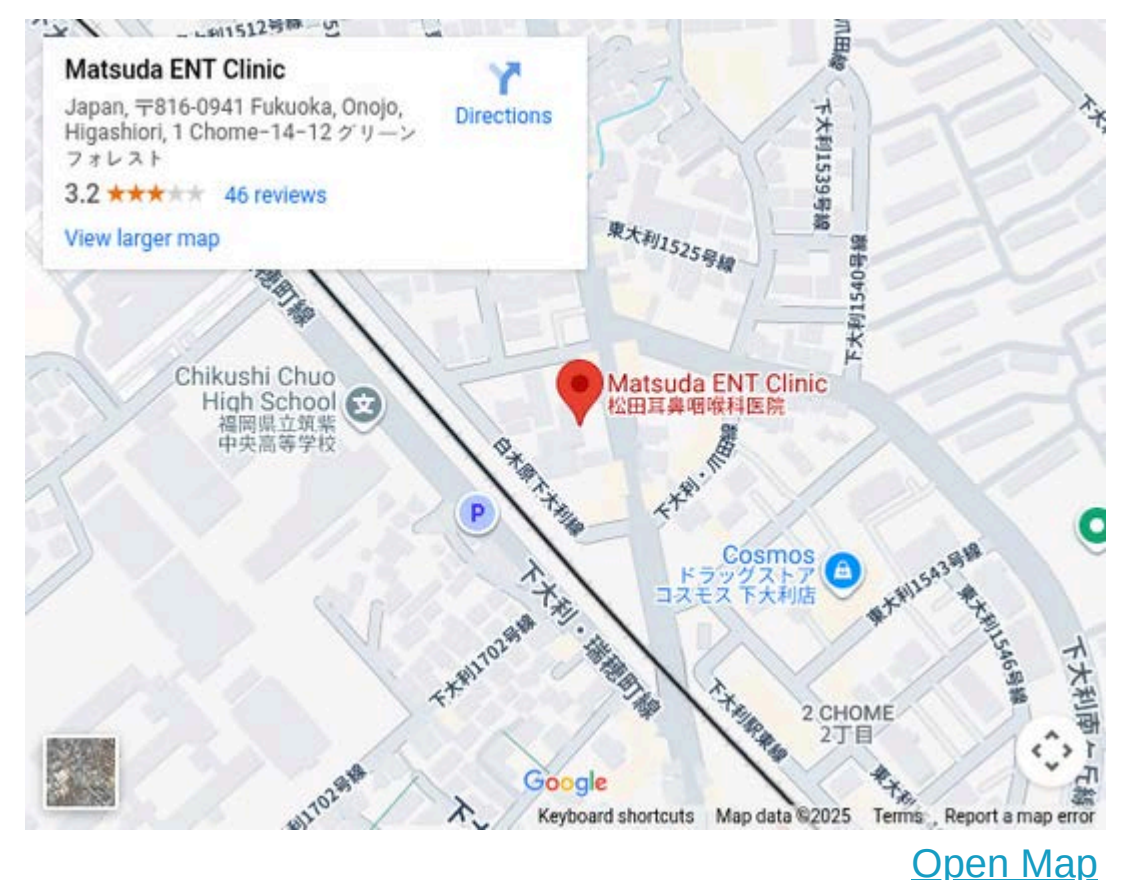 Matsuda ENT Clinic
Japan, 〒816-0941 Fukuoka, Onojo,
Higashiori, 1 Chome-14-12 グリーン
フォレスト
3.2
46 reviews
View larger map
Directions
下大利1539号線
東大利1525号線
下大利1540号線
Chikushi Chuo
High School
福岡県立筑紫
中央高等学校
Matsuda ENT Clinic
松田耳鼻咽喉科医院
白木原下大利線
下大利・爪田線
P
Cosmos
ドラッグストア
コスモス 下大利店
東大利1543号線
東大利1546号線
下大利・瑞穂町線
下大利1702号線
下大利駅東線
2 CHOME
2丁目
Google
Keyboard shortcuts
Map data ©2025
Terms
Report a map error
Open Map